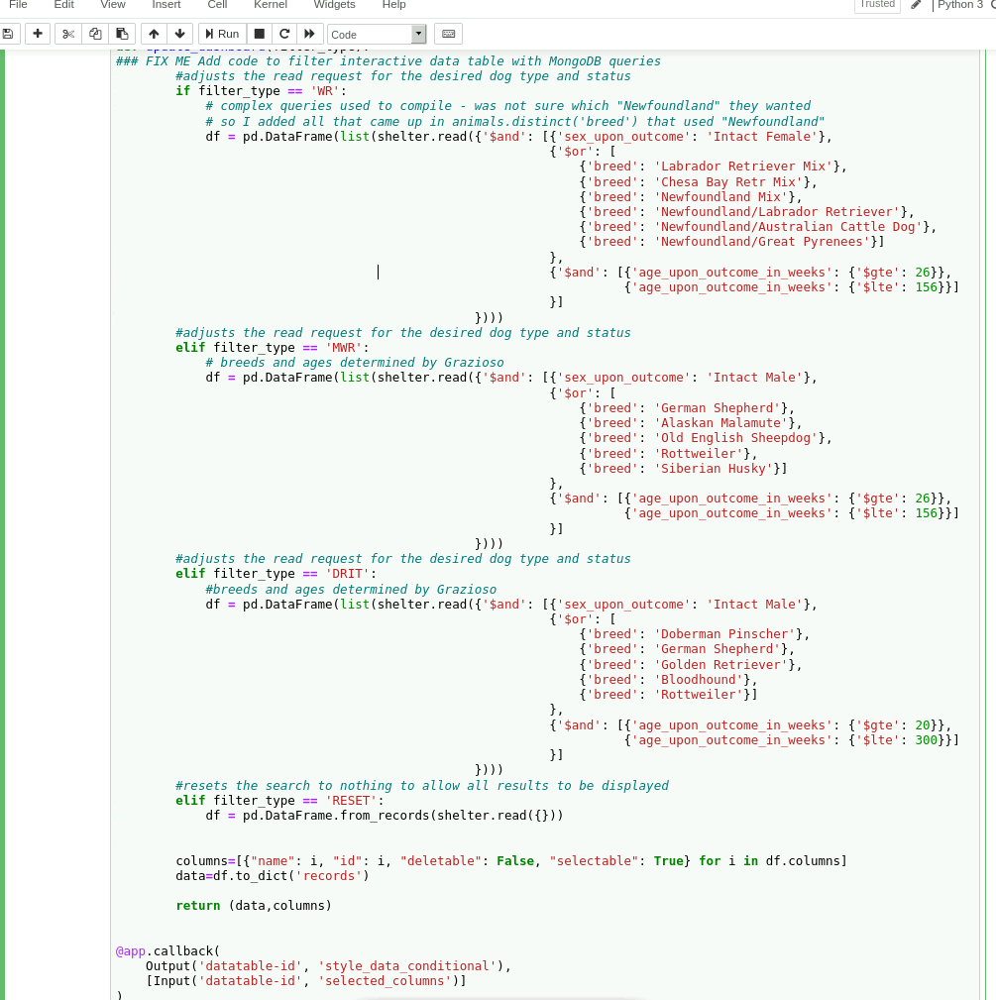 File Edit View Insert Cell Kernel Widgets Help Trusted Python 3
Run Code
### FIX ME Add code to filter interactive data table with MongoDB queries
#adjusts the read request for the desired dog type and status
if filter_type == 'WR':
# complex queries used to compile - was not sure which "Newfoundland" they wanted
# so I added all that came up in animals.distinct('breed') that used "Newfoundland"
df = pd.DataFrame(list(shelter.read({'$and': [{'sex_upon_outcome': 'Intact Female'},
{'$or': [
{'breed': 'Labrador Retriever Mix'},
{'breed': 'Chesa Bay Retr Mix'},
{'breed': 'Newfoundland Mix'},
{'breed': 'Newfoundland/Labrador Retriever'},
{'breed': 'Newfoundland/Australian Cattle Dog'},
{'breed': 'Newfoundland/Great Pyrenees'}]
},
{'$and': [{'age_upon_outcome_in_weeks': {'$gte': 26}},
{'age_upon_outcome_in_weeks': {'$lte': 156}}]
}]
})))
#adjusts the read request for the desired dog type and status
elif filter_type == 'MWR':
# breeds and ages determined by Grazioso
df = pd.DataFrame(list(shelter.read({'$and': [{'sex_upon_outcome': 'Intact Male'},
{'$or': [
{'breed': 'German Shepherd'},
{'breed': 'Alaskan Malamute'},
{'breed': 'Old English Sheepdog'},
{'breed': 'Rottweiler'},
{'breed': 'Siberian Husky'}]
},
{'$and': [{'age_upon_outcome_in_weeks': {'$gte': 26}},
{'age_upon_outcome_in_weeks': {'$lte': 156}}]
}]
})))
#adjusts the read request for the desired dog type and status
elif filter_type == 'DRIT':
#breeds and ages determined by Grazioso
df = pd.DataFrame(list(shelter.read({'$and': [{'sex_upon_outcome': 'Intact Male'},
{'$or': [
{'breed': 'Doberman Pinscher'},
{'breed': 'German Shepherd'},
{'breed': 'Golden Retriever'},
{'breed': 'Bloodhound'},
{'breed': 'Rottweiler'}]
},
{'$and': [{'age_upon_outcome_in_weeks': {'$gte': 20}},
{'age_upon_outcome_in_weeks': {'$lte': 300}}]
}]
})))
#resets the search to nothing to allow all results to be displayed
elif filter_type == 'RESET':
df = pd.DataFrame.from_records(shelter.read({}))
columns=[{"name": i, "id": i, "deletable": False, "selectable": True} for i in df.columns]
data=df.to_dict('records')
return (data,columns)
@app.callback(
Output('datatable-id', 'style_data_conditional'),
[Input('datatable-id', 'selected_columns')]
)